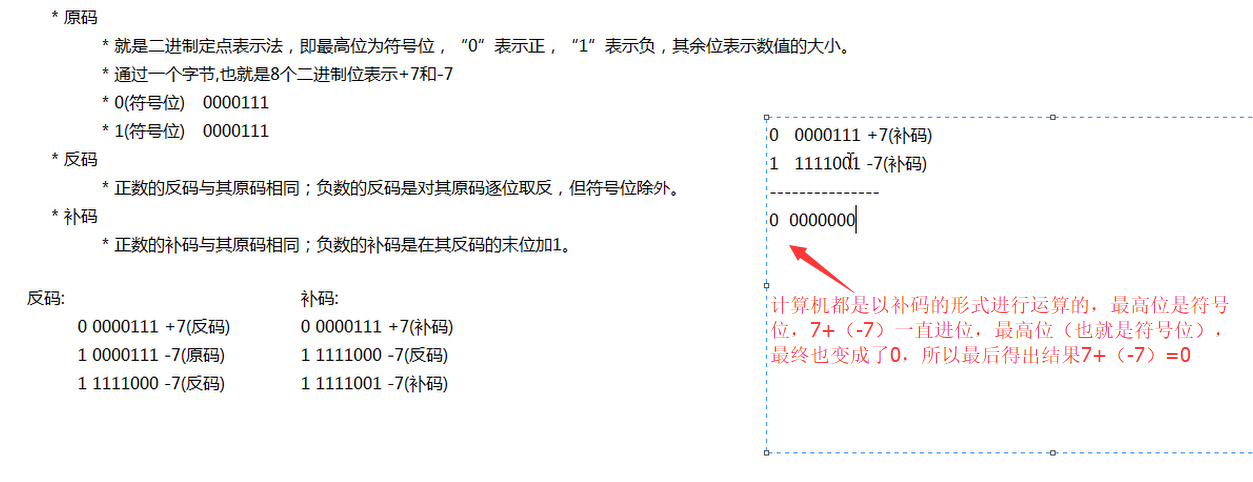 * 原码
* 就是二进制定点表示法，即最高位为符号位，“0”表示正，“1”表示负，其余位表示数值的大小。
* 通过一个字节,也就是8个二进制位表示+7和-7
* 0(符号位) 0000111
* 1(符号位) 0000111
* 反码
* 正数的反码与其原码相同；负数的反码是对其原码逐位取反，但符号位除外。
* 补码
* 正数的补码与其原码相同；负数的补码是在其反码的末位加1。
反码:
0 0000111 +7(反码)
1 0000111 -7(原码)
1 1111000 -7(反码)
补码:
0 0000111 +7(补码)
1 1111000 -7(反码)
1 1111001 -7(补码)
0 0000111 +7(补码)
1 1111001 -7(补码)
---------------
0 0000000
计算机都是以补码的形式进行运算的，最高位是符号
位，7+（-7）一直进位，最高位（也就是符号位），
最终也变成了0，所以最后得出结果7+（-7）=0